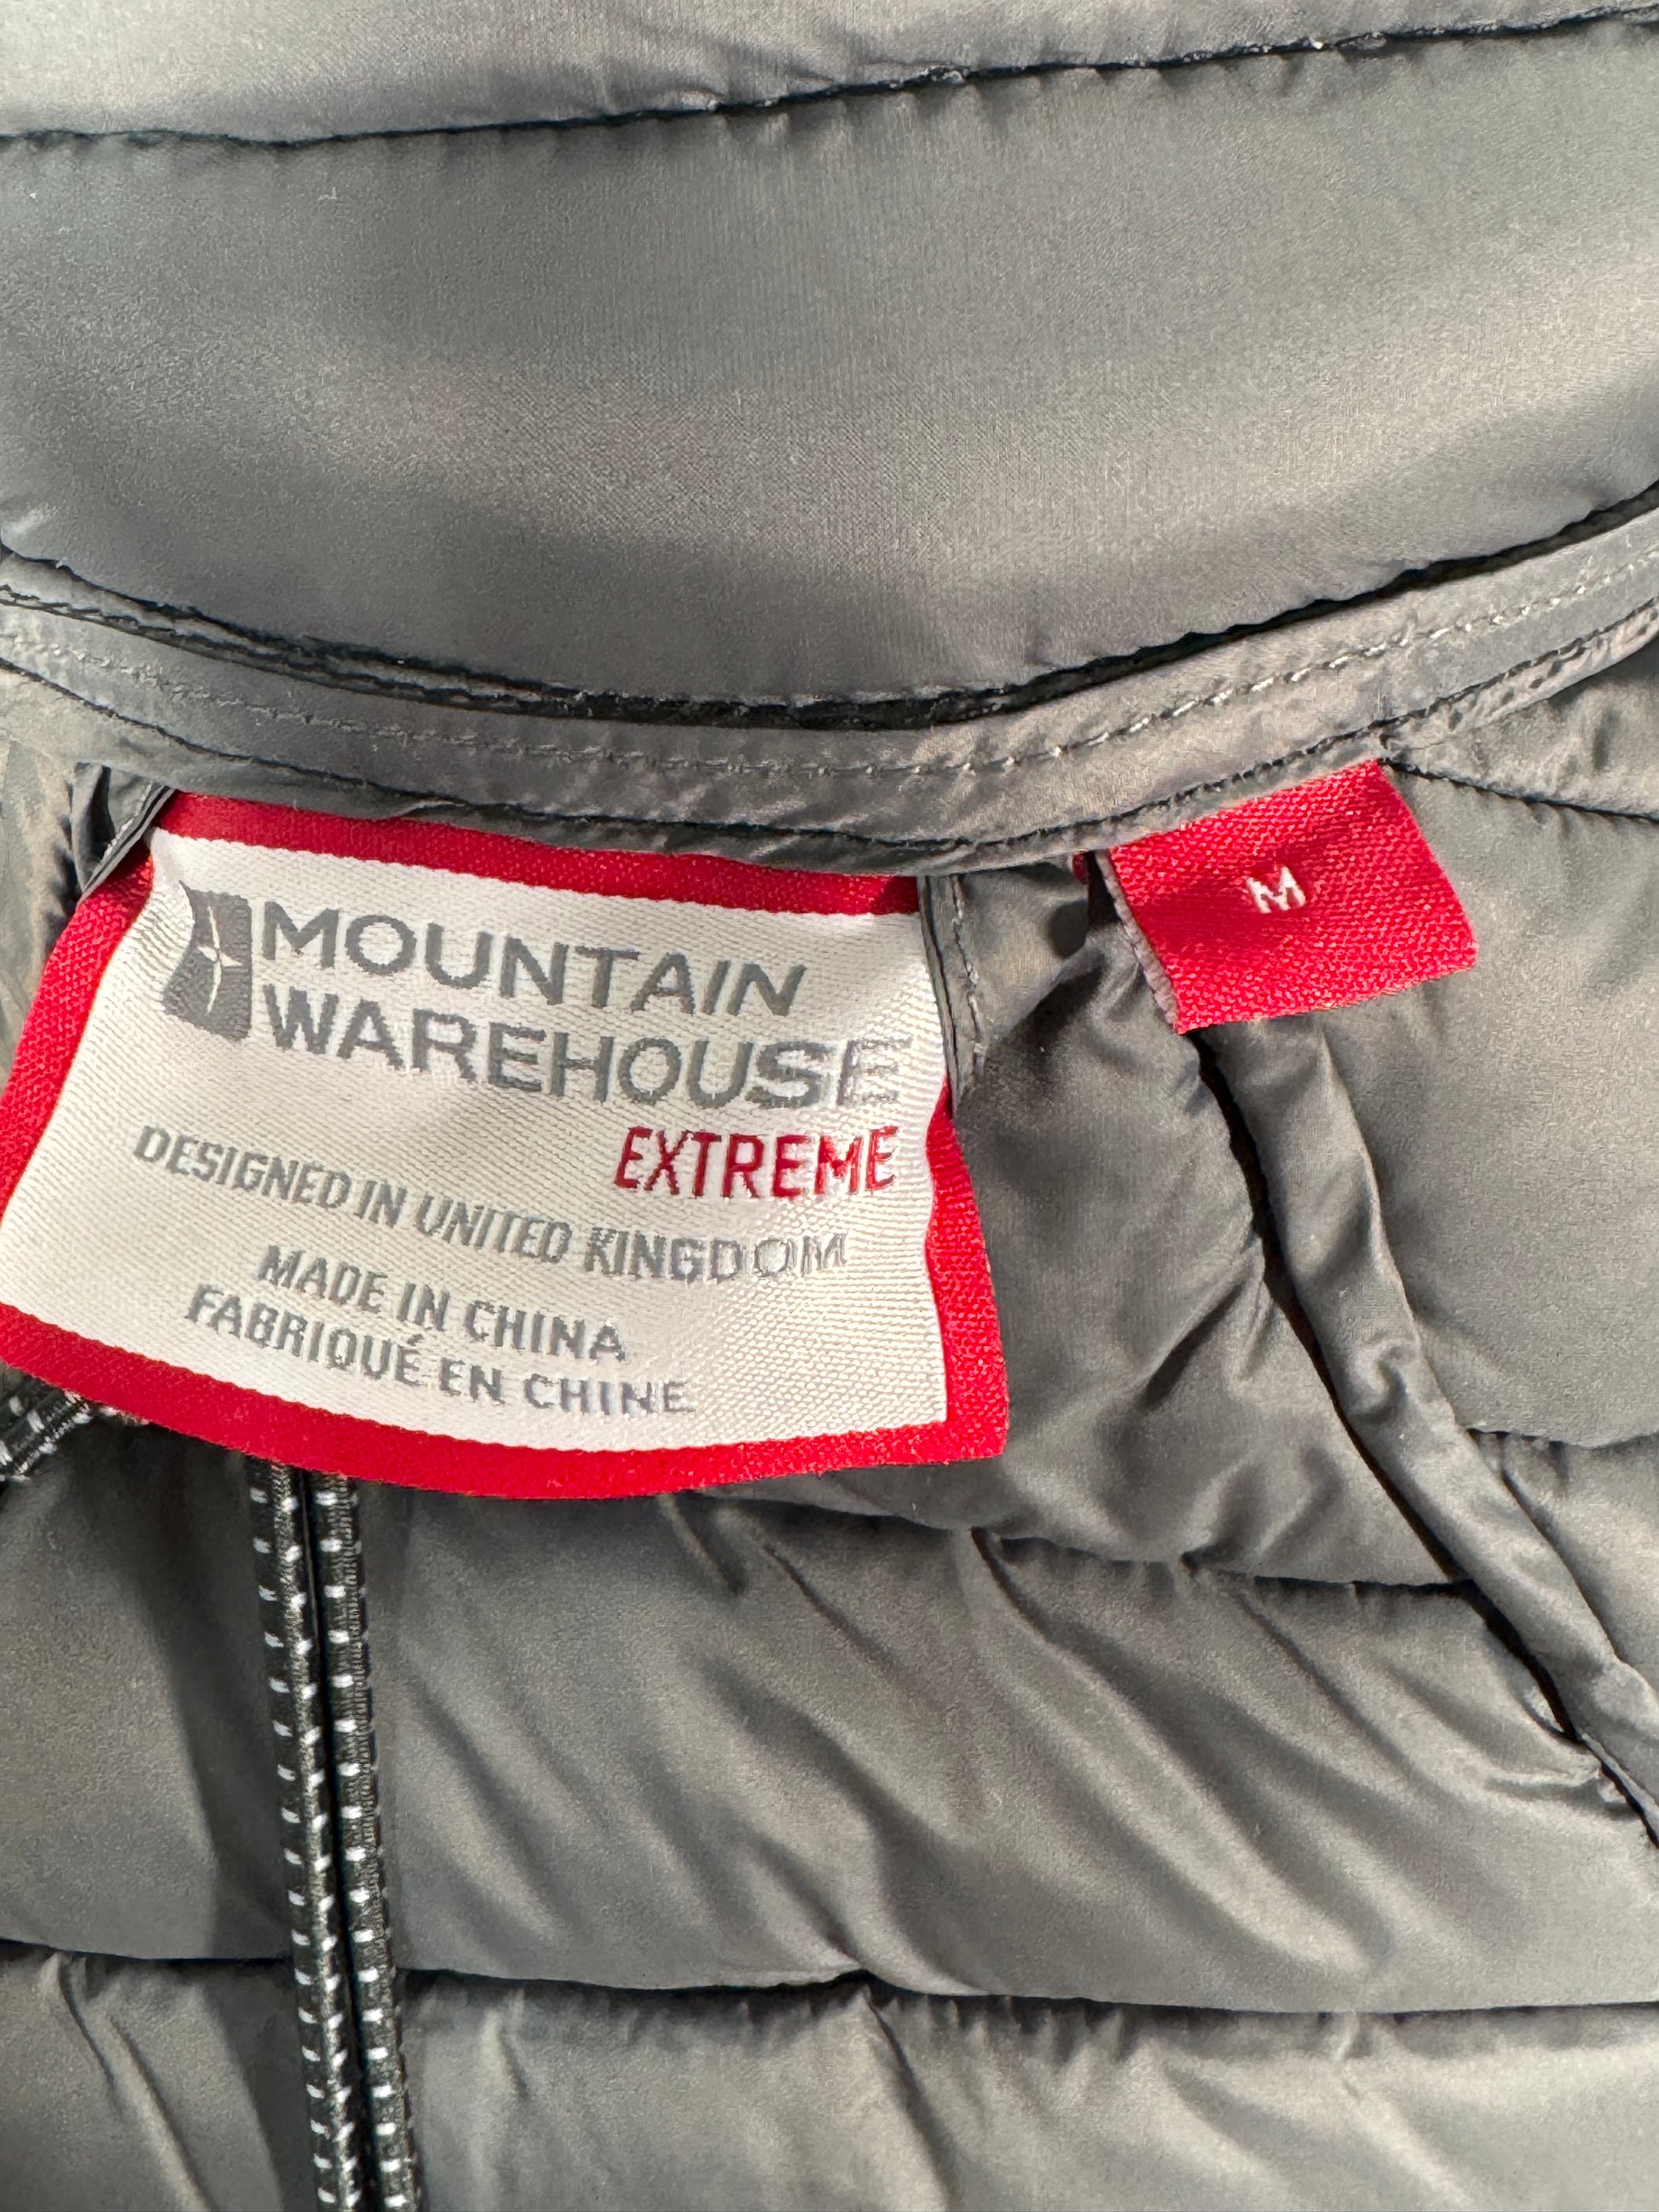 MOUNTAIN
WAREHOUSE
EXTREME
DESIGNED IN UNITED KINGDOM
MADE IN CHINA
FABRIQUÉ EN CHINE
M